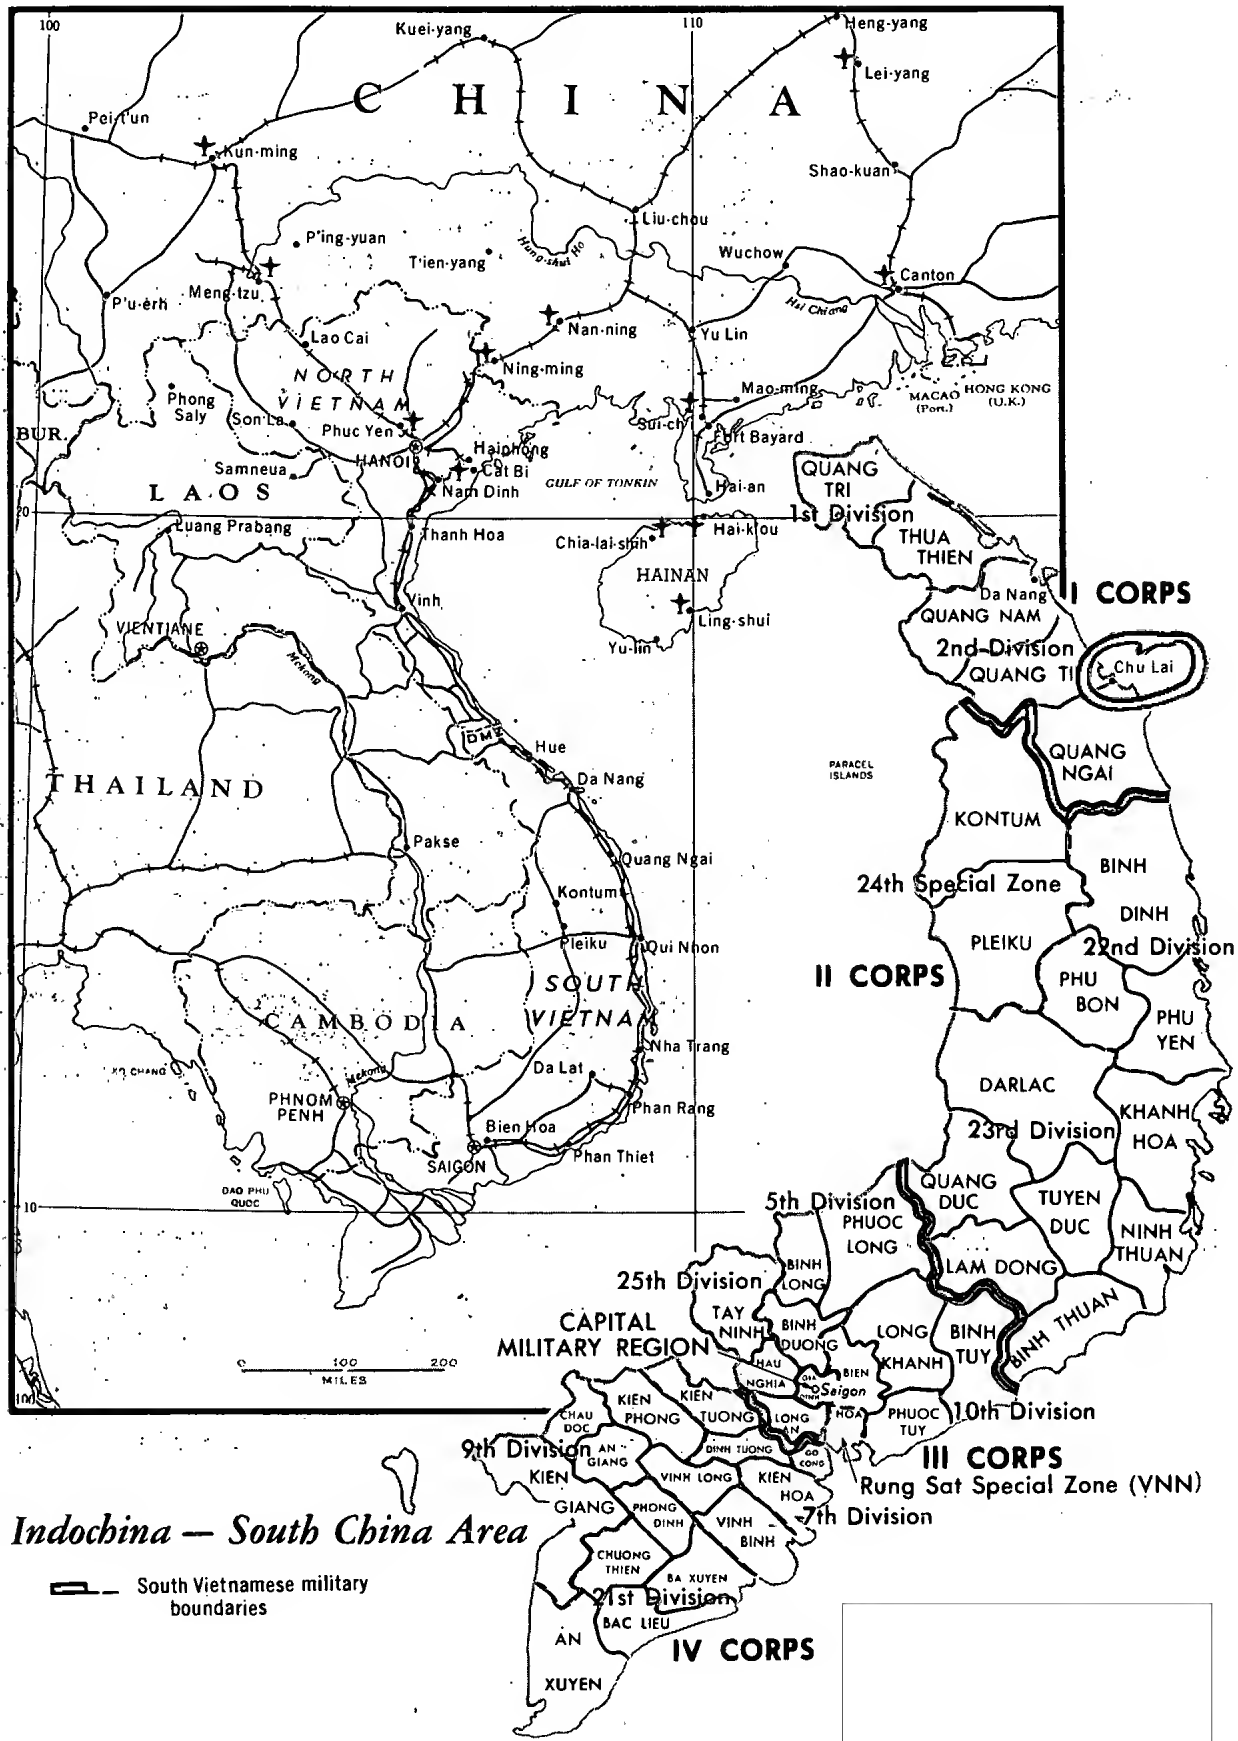 100
110
Kuei-yang
Heng-yang
Lei-yang
CHINA
Pei-t'un
Kun-ming
Shao-kuan
Liu-chou
P'ing-yuan
T'ien-yang
Hung-shui Ho
Wuchow
Canton
Meng-tzu
P'u-erh
Hsi Chiang
Lao Cai
Nan-ning
Yu Lin
NORTH
VIETNAM
Ning-ming
Mao-ming
MACAO
(Port.)
HONG KONG
(U.K.)
Phong
Saly
Son La
Phuc Yen
Fort Bayard
BUR.
HANOI
Haiphong
Cat Bi
Samneua
Nam Dinh
GULF OF TONKIN
Hai-an
LAOS
20
Luang Prabang
Thanh Hoa
Chia-lai-shih
Hai-k'ou
HAINAN
Vinh
Ling-shui
VIENTIANE
Yu-lin
Mekong
DMZ
Hue
Da Nang
PARACEL
ISLANDS
THAILAND
Pakse
Quang Ngai
Kontum
Pleiku
Qui Nhon
SOUTH
VIETNAM
CAMBODIA
Nha Trang
KO CHANG
Mekong
Da Lat
PHNOM
PENH
Phan Rang
Bien Hoa
SAIGON
Phan Thiet
DAO PHU
QUOC
10
0 100 200
MILES
100
QUANG
TRI
1st Division
THUA
THIEN
Da Nang
I CORPS
QUANG NAM
2nd Division
QUANG TI
Chu Lai
QUANG
NGAI
KONTUM
BINH
DINH
24th Special Zone
PLEIKU
22nd Division
II CORPS
PHU
BON
PHU
YEN
DARLAC
KHANH
HOA
23rd Division
QUANG
DUC
TUYEN
DUC
5th Division
PHUOC
LONG
NINH
THUAN
BINH
LONG
LAM DONG
25th Division
TAY
NINH
BINH THUAN
CAPITAL
MILITARY REGION
BINH
DUONG
LONG
KHANH
BINH
TUY
HAU
NGHIA
BIEN
HOA
GIA
DINH
Saigon
KIEN
PHONG
KIEN
TUONG
LONG
AN
PHUOC
TUY
10th Division
CHAU
DOC
9th Division
AN
GIANG
DINH TUONG
GO
CONG
III CORPS
Rung Sat Special Zone (VNN)
KIEN
GIANG
VINH LONG
KIEN
HOA
7th Division
PHONG
DINH
VINH
BINH
CHUONG
THIEN
BA XUYEN
21st Division
BAC LIEU
IV CORPS
AN
XUYEN
Indochina — South China Area
South Vietnamese military
boundaries